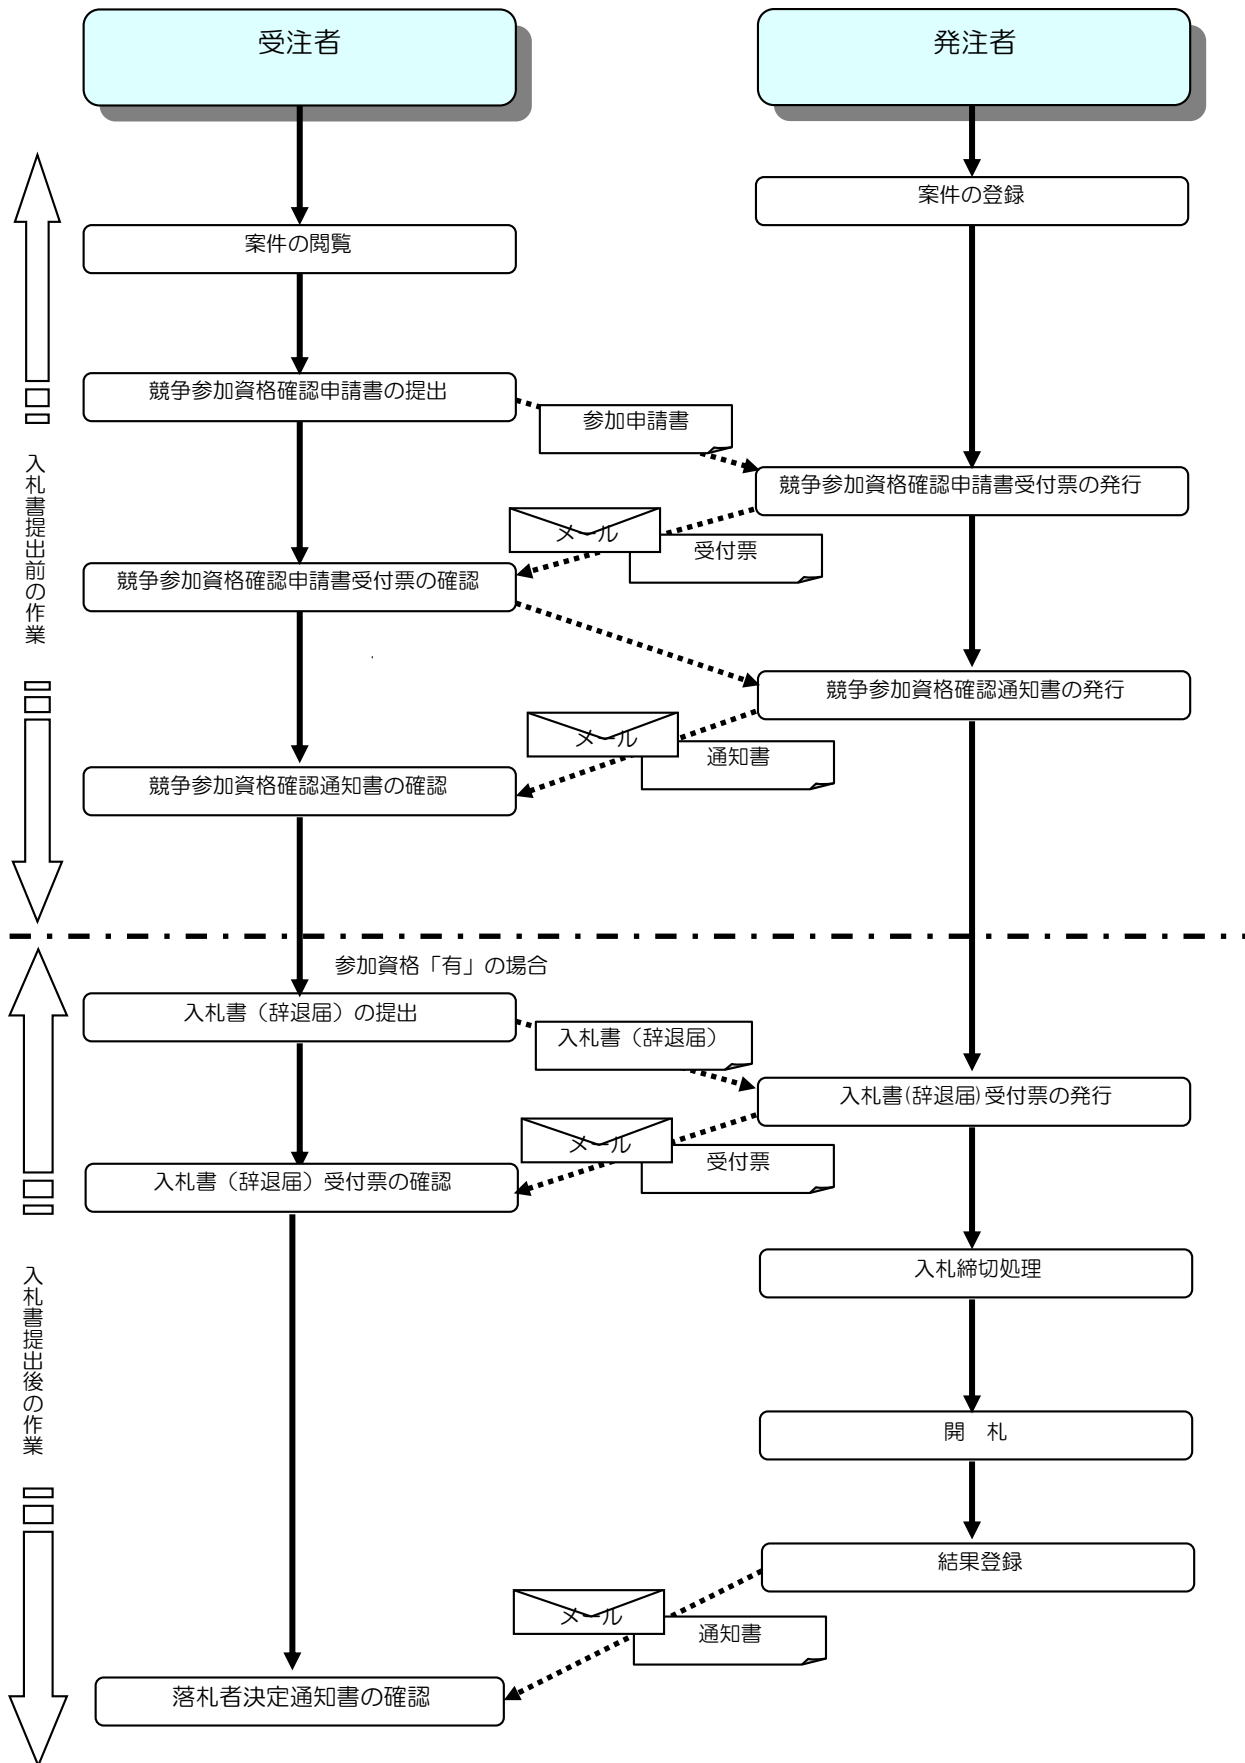 受注者
発注者
案件の登録
案件の閲覧
競争参加資格確認申請書の提出
参加申請書
競争参加資格確認申請書受付票の発行
メール
受付票
競争参加資格確認申請書受付票の確認
入札書提出前の作業
競争参加資格確認通知書の発行
メール
通知書
競争参加資格確認通知書の確認
参加資格「有」の場合
入札書（辞退届）の提出
入札書（辞退届）
入札書(辞退届)受付票の発行
メール
受付票
入札書（辞退届）受付票の確認
入札締切処理
入札書提出後の作業
開　札
結果登録
メール
通知書
落札者決定通知書の確認